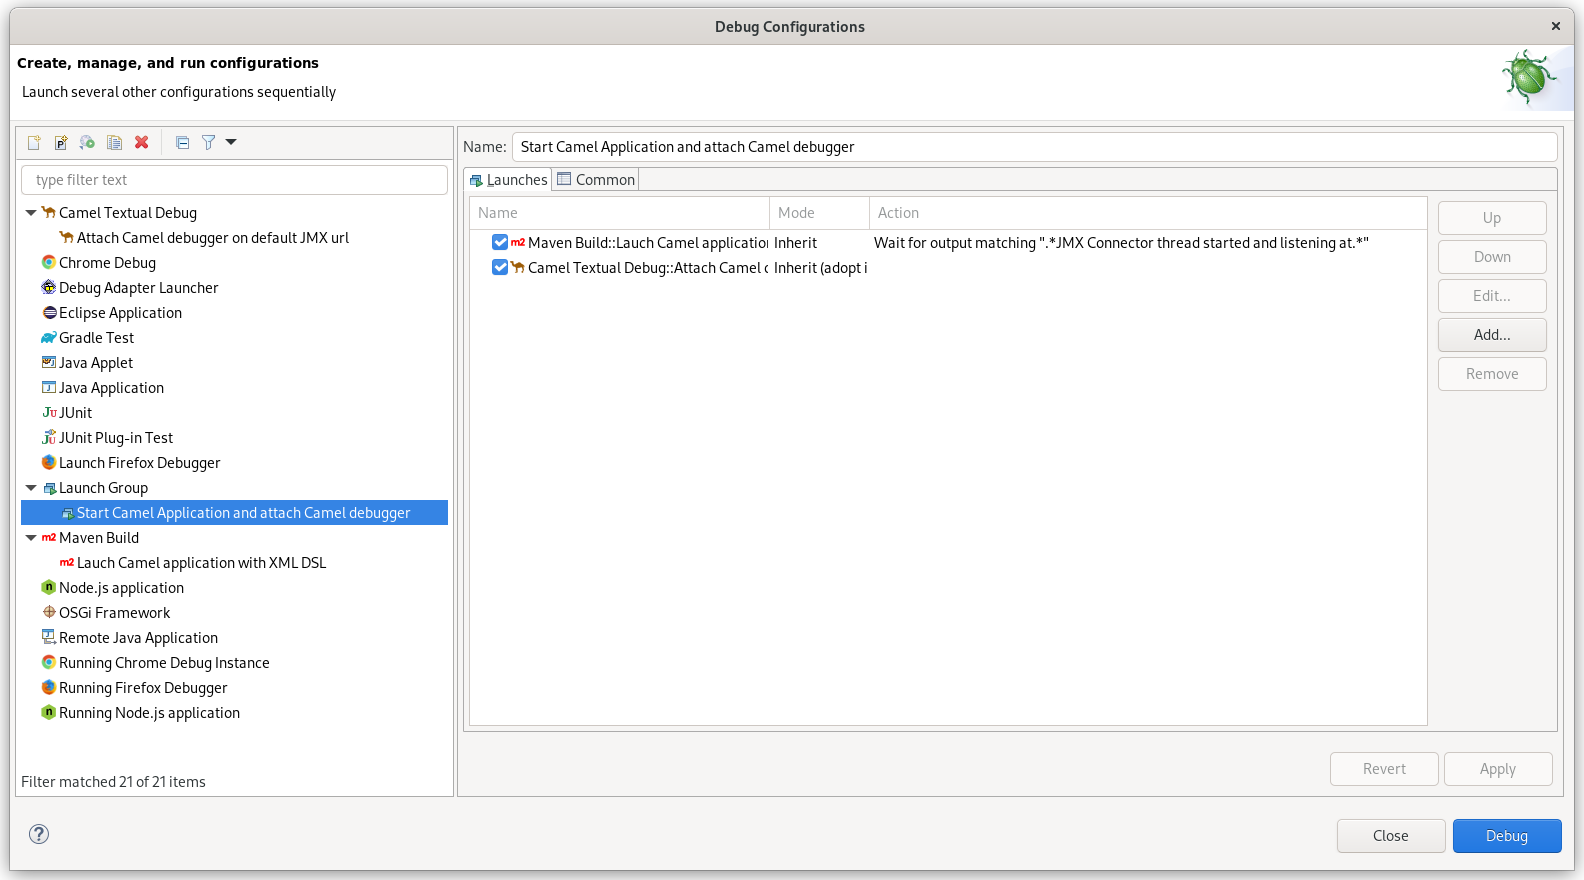 Debug Configurations
Create, manage, and run configurations
Launch several other configurations sequentially
type filter text
Camel Textual Debug
Attach Camel debugger on default JMX url
Chrome Debug
Debug Adapter Launcher
Eclipse Application
Gradle Test
Java Applet
Java Application
JUnit
JUnit Plug-in Test
Launch Firefox Debugger
Launch Group
Start Camel Application and attach Camel debugger
Maven Build
Lauch Camel application with XML DSL
Node.js application
OSGi Framework
Remote Java Application
Running Chrome Debug Instance
Running Firefox Debugger
Running Node.js application
Filter matched 21 of 21 items
Name: Start Camel Application and attach Camel debugger
Launches Common
Name Mode Action
Maven Build::Lauch Camel application Inherit Wait for output matching ".*JMX Connector thread started and listening at.*"
Camel Textual Debug::Attach Camel Inherit (adopt i
Up
Down
Edit...
Add...
Remove
Revert Apply
Close Debug